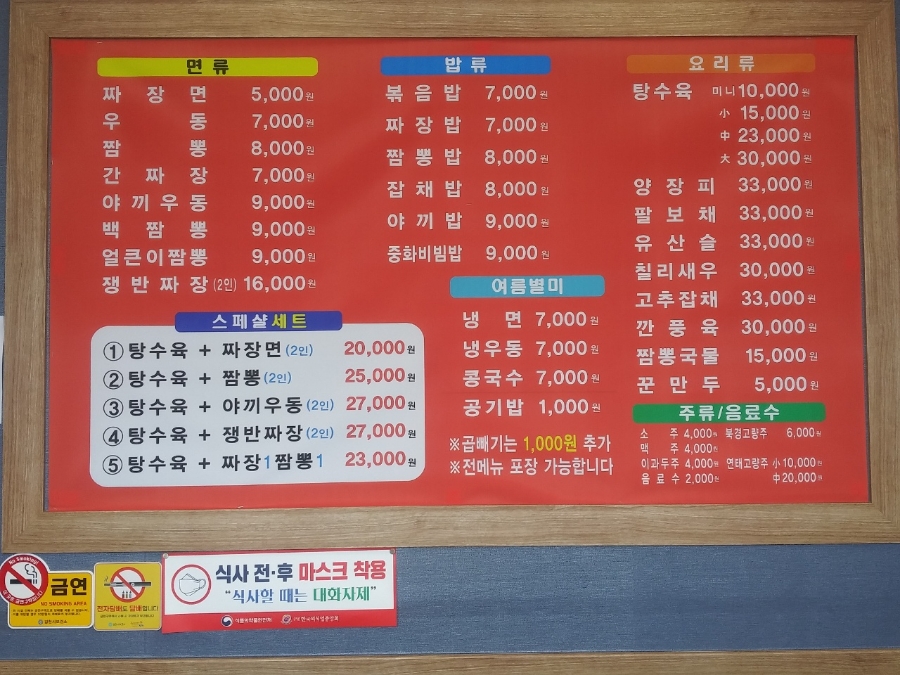 면 류
짜 장 면 5,000원
우 동 7,000원
짬 뽕 8,000원
간 짜 장 7,000원
야 끼 우 동 9,000원
백 짬 뽕 9,000원
얼큰이짬뽕 9,000원
쟁 반 짜 장 (2인) 16,000원
스페샬세트
① 탕수육 + 짜장면 (2인) 20,000원
② 탕수육 + 짬뽕 (2인) 25,000원
③ 탕수육 + 야끼우동 (2인) 27,000원
④ 탕수육 + 쟁반짜장 (2인) 27,000원
⑤ 탕수육 + 짜장1짬뽕1 23,000원
밥 류
볶 음 밥 7,000원
짜 장 밥 7,000원
짬 뽕 밥 8,000원
잡 채 밥 8,000원
야 끼 밥 9,000원
중화비빔밥 9,000원
여름별미
냉 면 7,000원
냉우동 7,000원
콩국수 7,000원
공기밥 1,000원
※곱빼기는 1,000원 추가
※전메뉴 포장 가능합니다
요 리 류
탕수육 미니 10,000원
小 15,000원
中 23,000원
大 30,000원
양 장 피 33,000원
팔 보 채 33,000원
유 산 슬 33,000원
칠리새우 30,000원
고추잡채 33,000원
깐 풍 육 30,000원
짬뽕국물 15,000원
꾼 만 두 5,000원
주류/음료수
소 주 4,000원 북경고량주 6,000원
맥 주 4,000원
이과두주 4,000원 연태고량주 小 10,000원
음 료 수 2,000원 中 20,000원
No Smoking!
금연
NO SMOKING AREA
전자담배도 담배입니다
식사 전·후 마스크 착용
"식사할 때는 대화자제"
식품의약품안전처